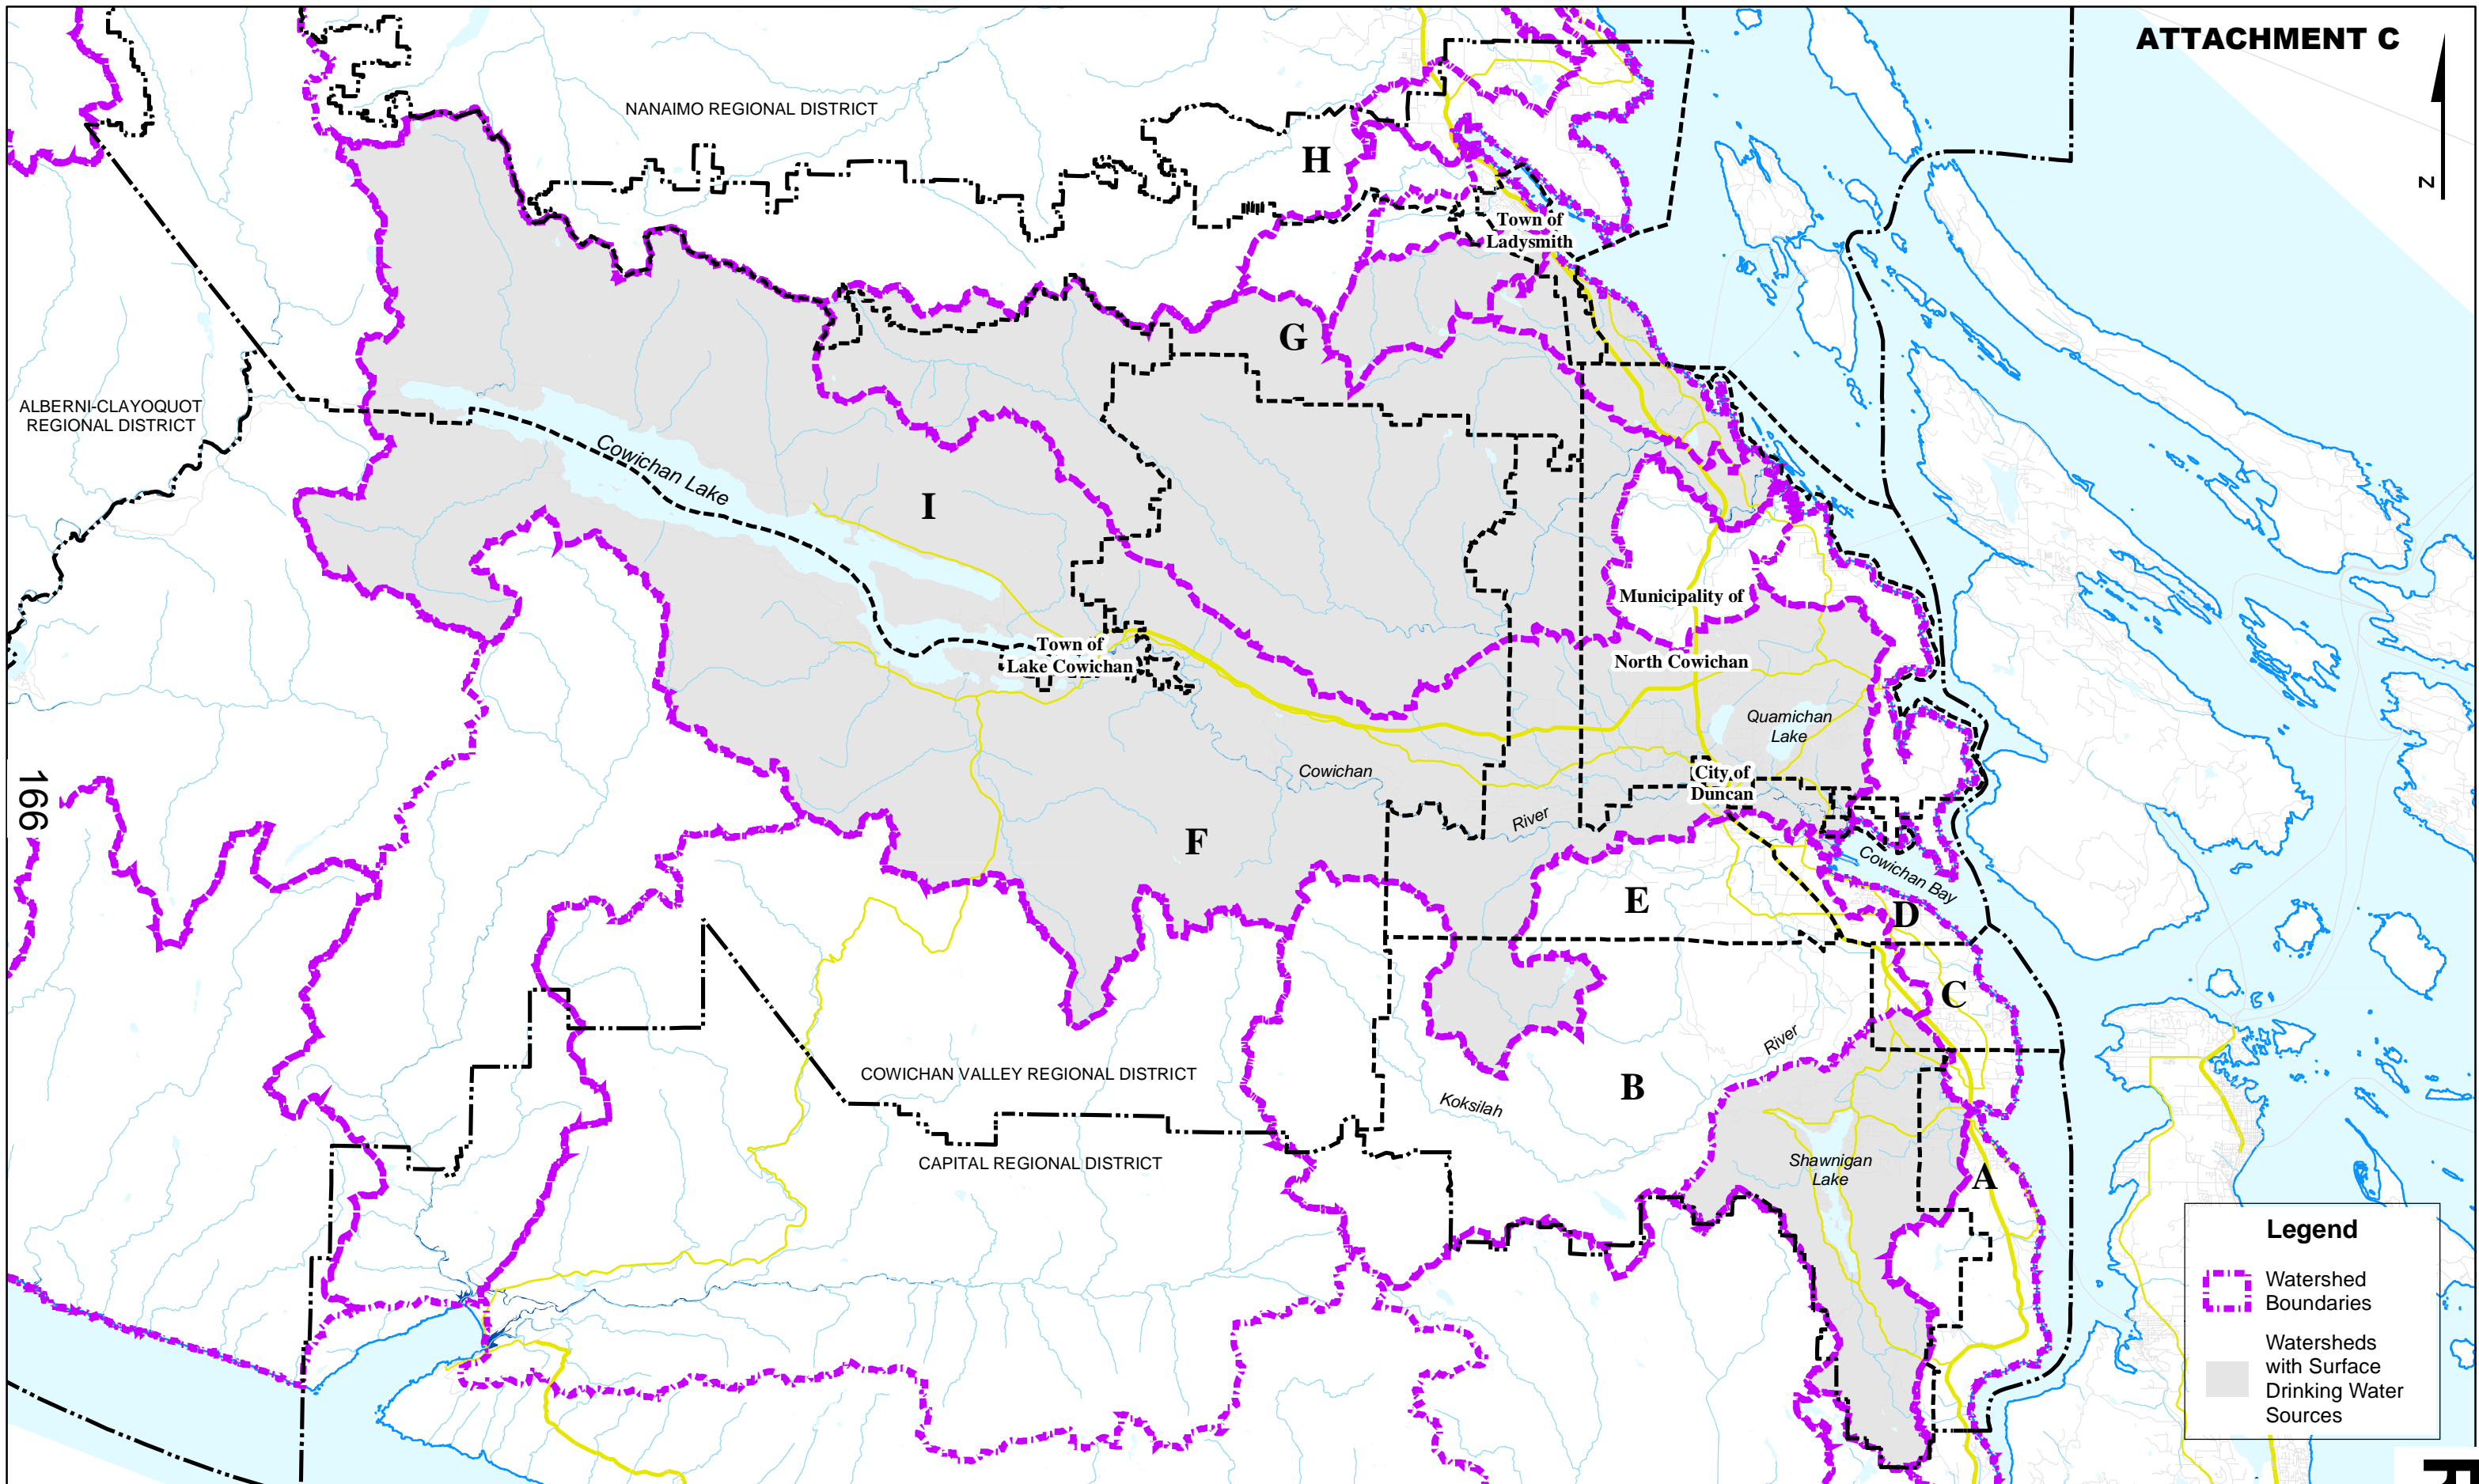 ATTACHMENT C
N
NANAIMO REGIONAL DISTRICT
H
Town of
Ladysmith
G
ALBERNI-CLAYOQUOT
REGIONAL DISTRICT
Cowichan Lake
I
Municipality of
North Cowichan
Town of
Lake Cowichan
Quamichan
Lake
Cowichan
River
City of
Duncan
166
F
E
Cowichan Bay
D
C
River
COWICHAN VALLEY REGIONAL DISTRICT
B
Koksilah
CAPITAL REGIONAL DISTRICT
Shawnigan
Lake
A
Legend
Watershed
Boundaries
Watersheds
with Surface
Drinking Water
Sources